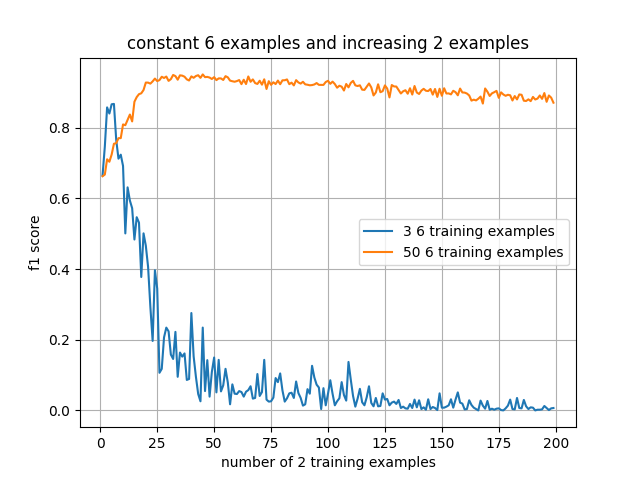 constant 6 examples and increasing 2 examples
f1 score
0.8
0.6
0.4
0.2
0.0
3 6 training examples
50 6 training examples
0 25 50 75 100 125 150 175 200
number of 2 training examples